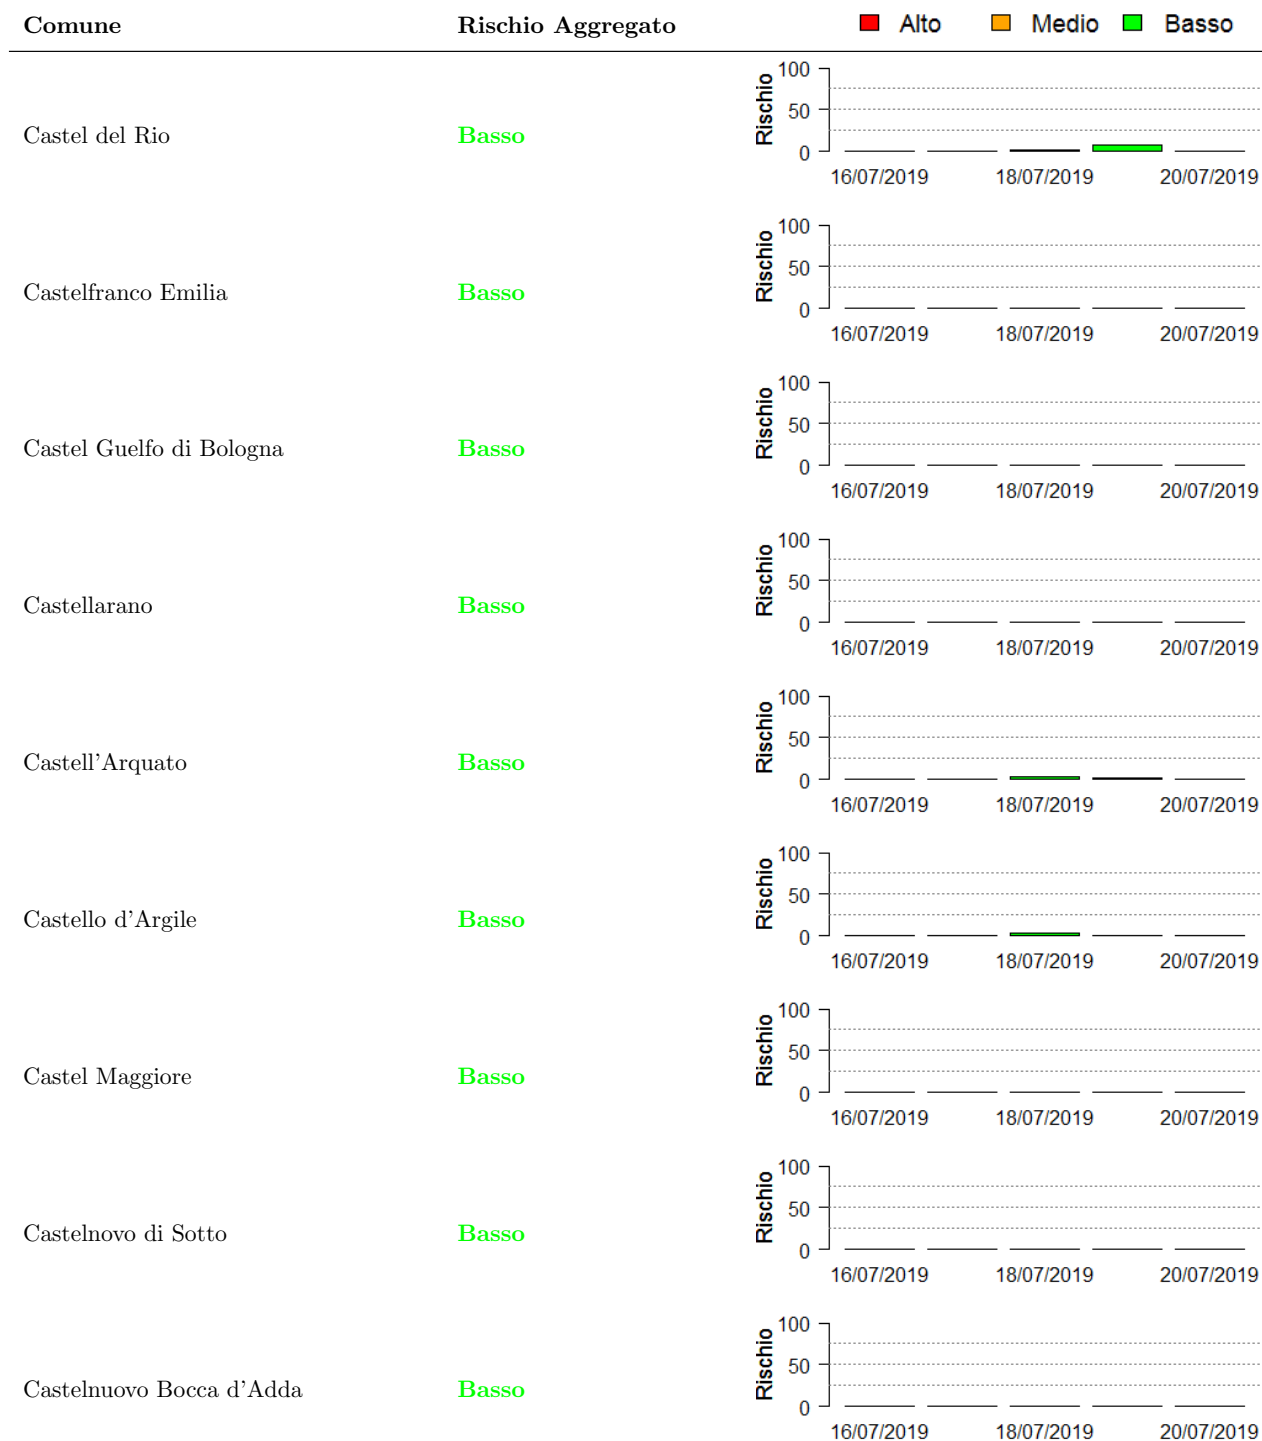 Comune Rischio Aggregato Alto Medio Basso
100
50
0
Rischio
Castel del Rio Basso
16/07/2019 18/07/2019 20/07/2019
100
50
0
Rischio
Castelfranco Emilia Basso
16/07/2019 18/07/2019 20/07/2019
100
50
0
Rischio
Castel Guelfo di Bologna Basso
16/07/2019 18/07/2019 20/07/2019
100
50
0
Rischio
Castellarano Basso
16/07/2019 18/07/2019 20/07/2019
100
50
0
Rischio
Castell'Arquato Basso
16/07/2019 18/07/2019 20/07/2019
100
50
0
Rischio
Castello d'Argile Basso
16/07/2019 18/07/2019 20/07/2019
100
50
0
Rischio
Castel Maggiore Basso
16/07/2019 18/07/2019 20/07/2019
100
50
0
Rischio
Castelnovo di Sotto Basso
16/07/2019 18/07/2019 20/07/2019
100
50
0
Rischio
Castelnuovo Bocca d'Adda Basso
16/07/2019 18/07/2019 20/07/2019